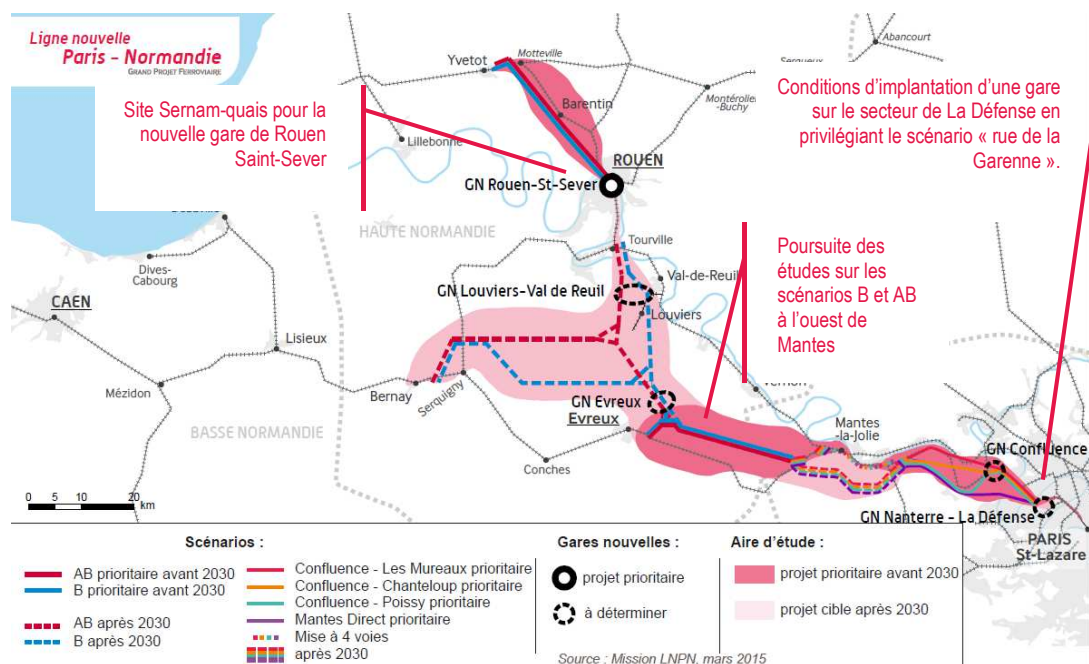 Ligne nouvelle
Paris - Normandie
GRAND PROJET FERROVIAIRE
Site Sernam-quais pour la
nouvelle gare de Rouen
Saint-Sever
Conditions d'implantation d'une gare
sur le secteur de La Défense en
privilégiant le scénario « rue de la
Garenne ».
Poursuite des
études sur les
scénarios B et AB
à l'ouest de
Mantes
Abancourt
Motteville
Yvetot
Barentin
Montérolier
-Buchy
Lillebonne
ROUEN
GN Rouen-St-Sever
HAUTE NORMANDIE
Tourville
Dives-
Cabourg
Val-de-Reuil
GN Louviers-Val de Reuil
Louviers
CAEN
Lisieux
Mézidon
Bernay
Serquigny
GN Evreux
Evreux
BASSE NORMANDIE
Conches
Mantes
-la-Jolie
GN Confluence
GN Nanterre - La Défense
PARIS
St-Lazare
0 5 10 20
km
Scénarios :
AB prioritaire avant 2030
B prioritaire avant 2030
AB après 2030
B après 2030
Confluence - Les Mureaux prioritaire
Confluence - Chanteloup prioritaire
Confluence - Poissy prioritaire
Mantes Direct prioritaire
Mise à 4 voies
après 2030
Gares nouvelles :
projet prioritaire
à déterminer
Aire d'étude :
projet prioritaire avant 2030
projet cible après 2030
Source : Mission LNPN, mars 2015